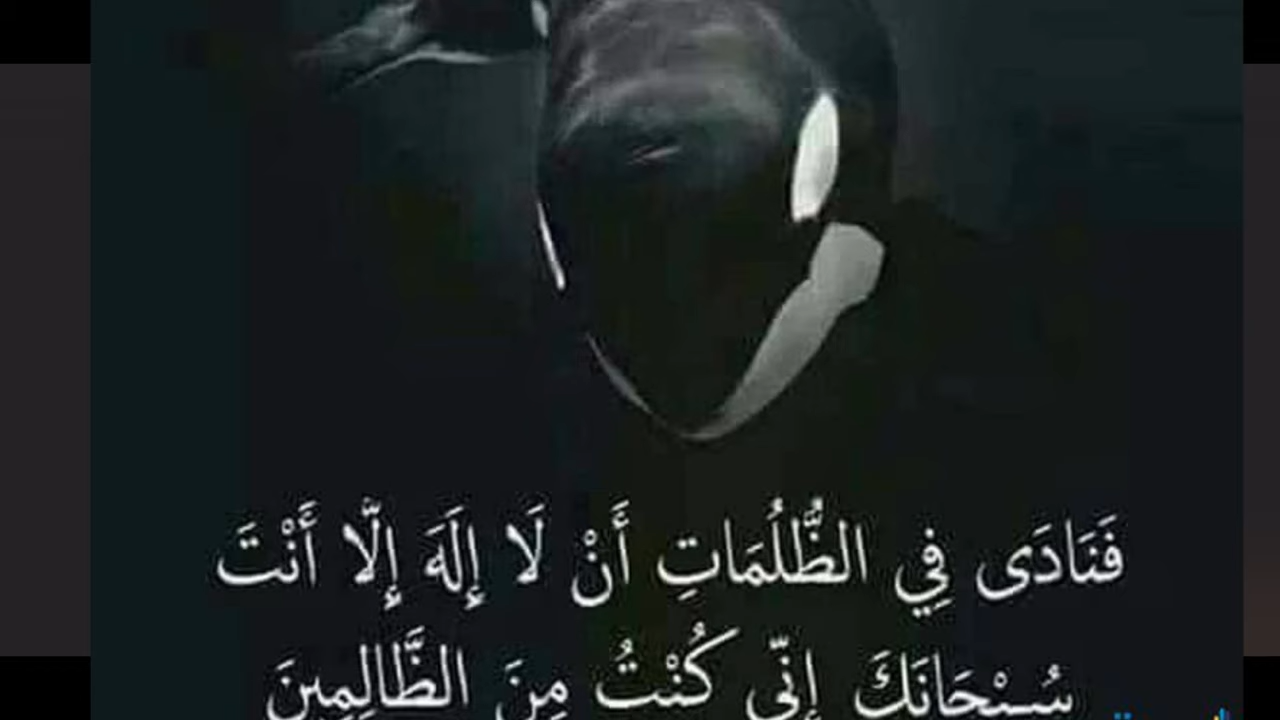 فَنَادَى فِي الظُّلُمَاتِ أَنْ لَا إِلَهَ إِلَّا أَنْتَ
سُبْحَانَكَ إِنِّي كُنْتُ مِنَ الظَّالِمِينَ